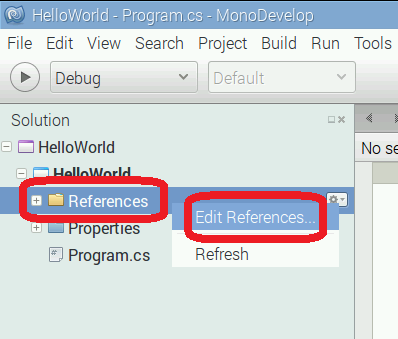 HelloWorld - Program.cs - MonoDevelop
File Edit View Search Project Build Run Tools
Debug Default
Solution
HelloWorld
No se
HelloWorld
References
Edit References...
Properties
Program.cs
Refresh